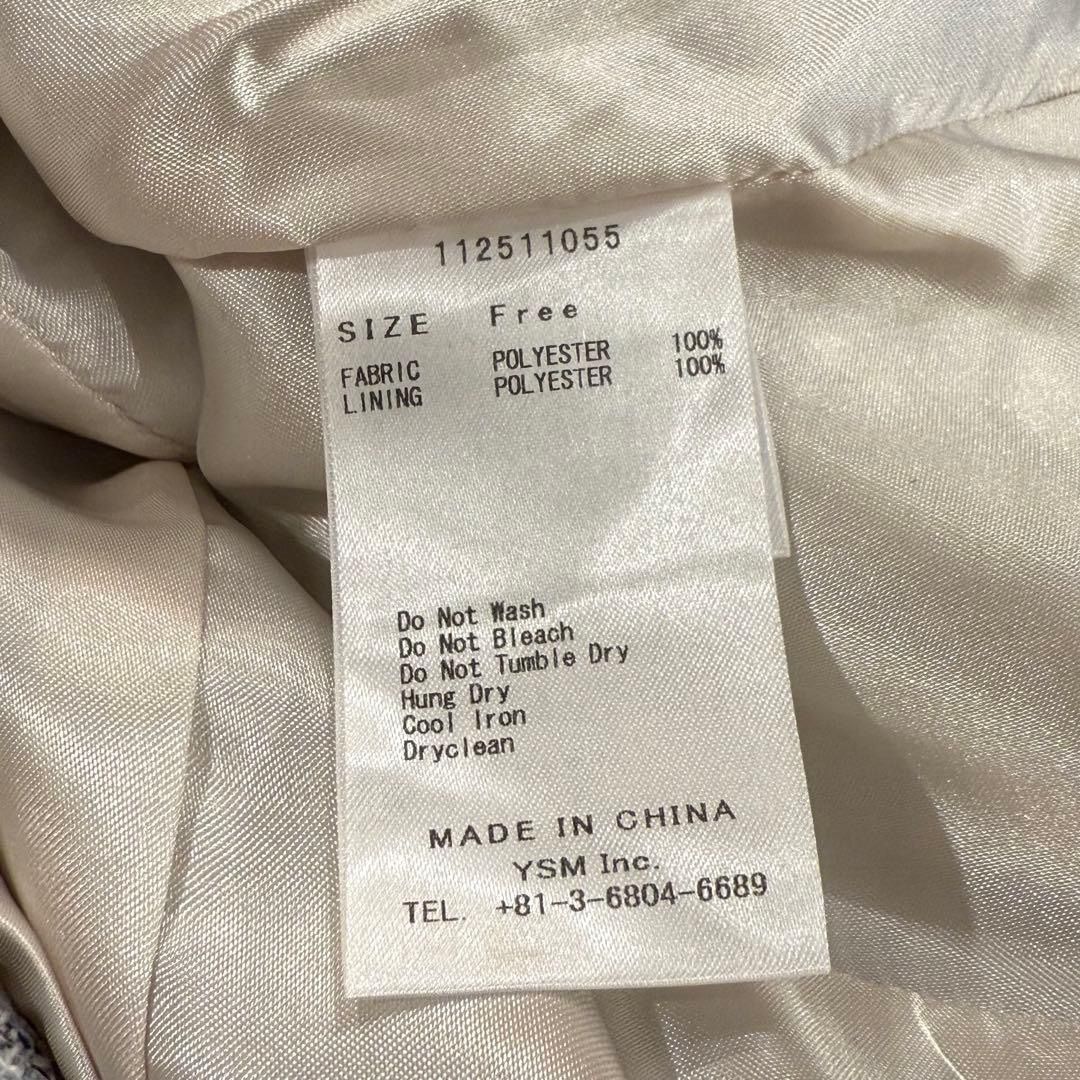 112511055
SIZE Free
FABRIC POLYESTER 100%
LINING POLYESTER 100%
Do Not Wash
Do Not Bleach
Do Not Tumble Dry
Hung Dry
Cool Iron
Dryclean
MADE IN CHINA
YSM Inc.
TEL. +81-3-6804-6689